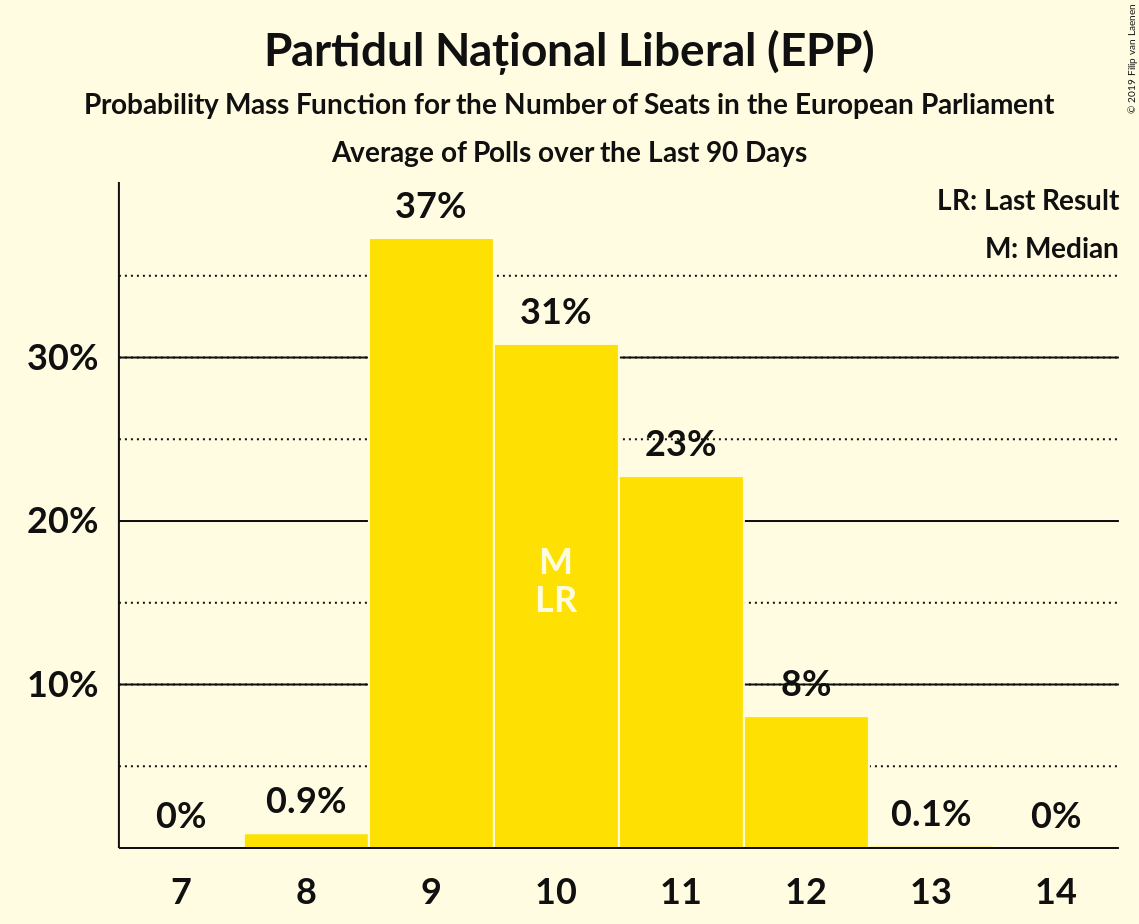 Partidul Național Liberal (EPP)
Probability Mass Function for the Number of Seats in the European Parliament
Average of Polls over the Last 90 Days
© 2019 Filip van Laenen
LR: Last Result
M: Median
37%
31%
30%
23%
20%
M
LR
10%
8%
0%
0.9%
0.1%
0%
7 8 9 10 11 12 13 14